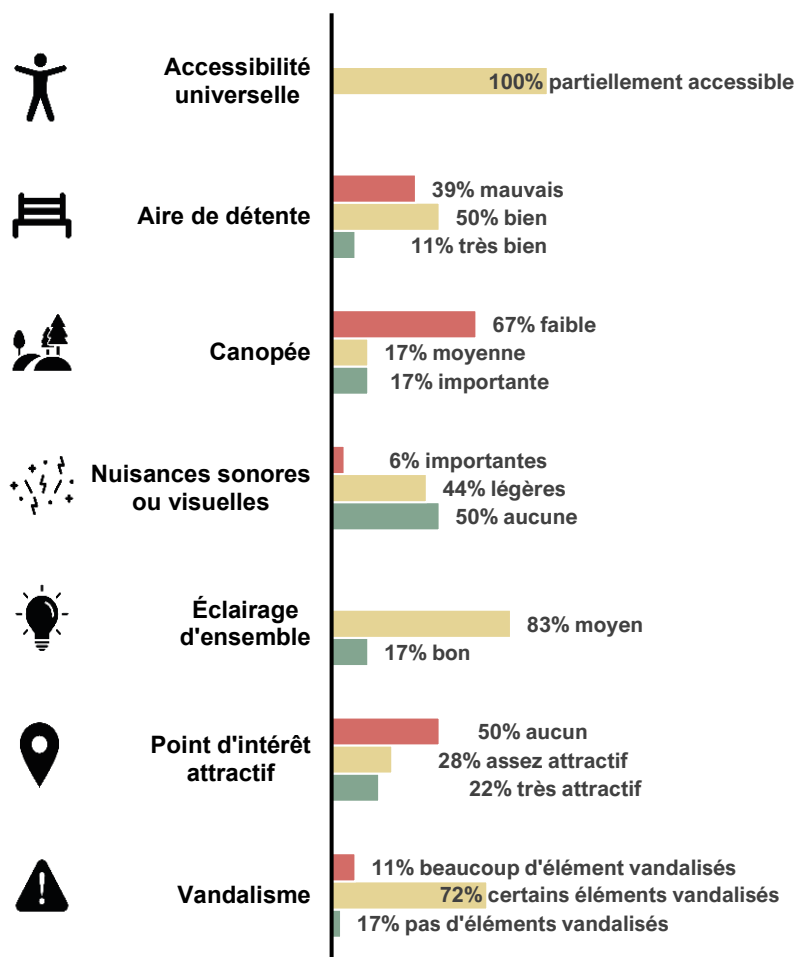 Accessibilité
universelle
100% partiellement accessible
Aire de détente
39% mauvais
50% bien
11% très bien
Canopée
67% faible
17% moyenne
17% importante
Nuisances sonores
ou visuelles
6% importantes
44% légères
50% aucune
Éclairage
d'ensemble
83% moyen
17% bon
Point d'intérêt
attractif
50% aucun
28% assez attractif
22% très attractif
Vandalisme
11% beaucoup d'élément vandalisés
72% certains éléments vandalisés
17% pas d'éléments vandalisés